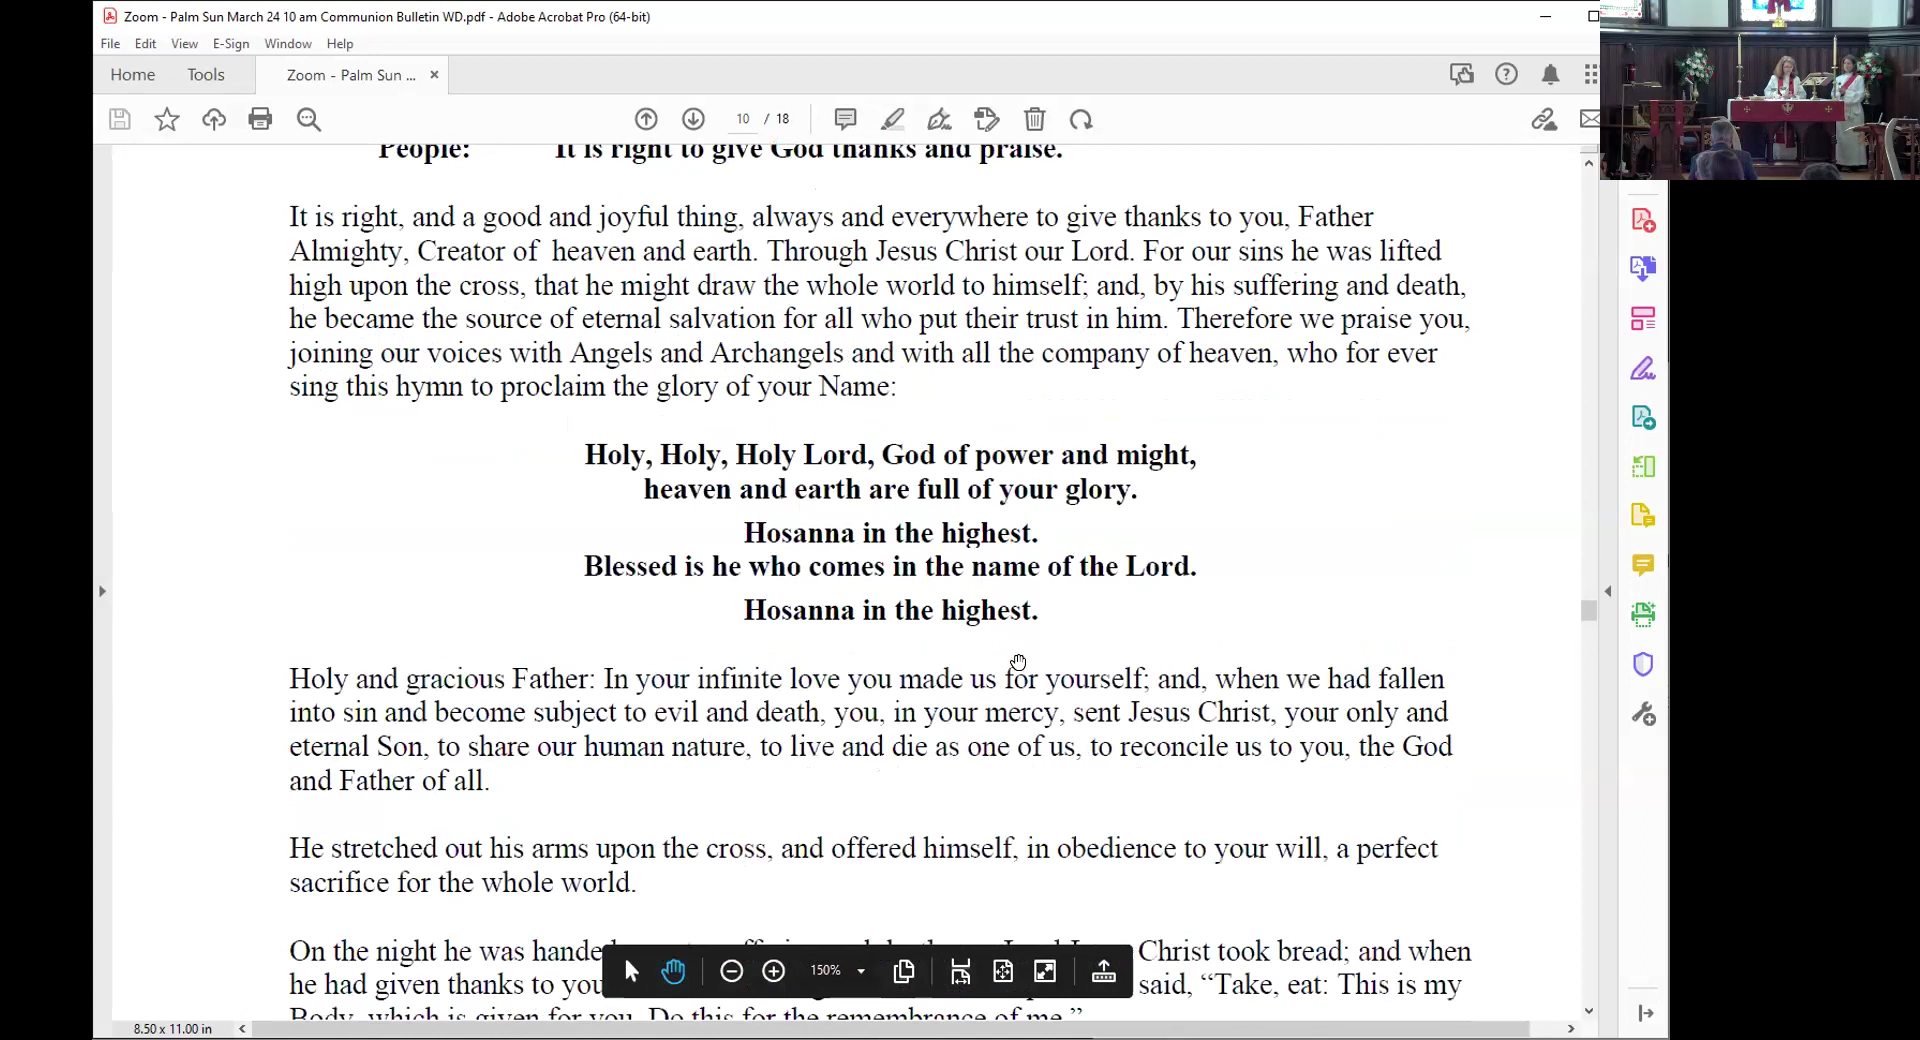 Zoom - Palm Sun March 24 10 am Communion Bulletin WD.pdf - Adobe Acrobat Pro (64-bit)
File Edit View E-Sign Window Help
Home Tools Zoom - Palm Sun ...
10 / 18
People: It is right to give God thanks and praise.
It is right, and a good and joyful thing, always and everywhere to give thanks to you, Father
Almighty, Creator of heaven and earth. Through Jesus Christ our Lord. For our sins he was lifted
high upon the cross, that he might draw the whole world to himself; and, by his suffering and death,
he became the source of eternal salvation for all who put their trust in him. Therefore we praise you,
joining our voices with Angels and Archangels and with all the company of heaven, who for ever
sing this hymn to proclaim the glory of your Name:
Holy, Holy, Holy Lord, God of power and might,
heaven and earth are full of your glory.
Hosanna in the highest.
Blessed is he who comes in the name of the Lord.
Hosanna in the highest.
Holy and gracious Father: In your infinite love you made us for yourself; and, when we had fallen
into sin and become subject to evil and death, you, in your mercy, sent Jesus Christ, your only and
eternal Son, to share our human nature, to live and die as one of us, to reconcile us to you, the God
and Father of all.
He stretched out his arms upon the cross, and offered himself, in obedience to your will, a perfect
sacrifice for the whole world.
On the night he was Christ took bread; and when
he had given thanks to you said, “Take, eat: This is my
Body, which is given for you. Do this for the remembrance of me.”
150%
8.50 x 11.00 in